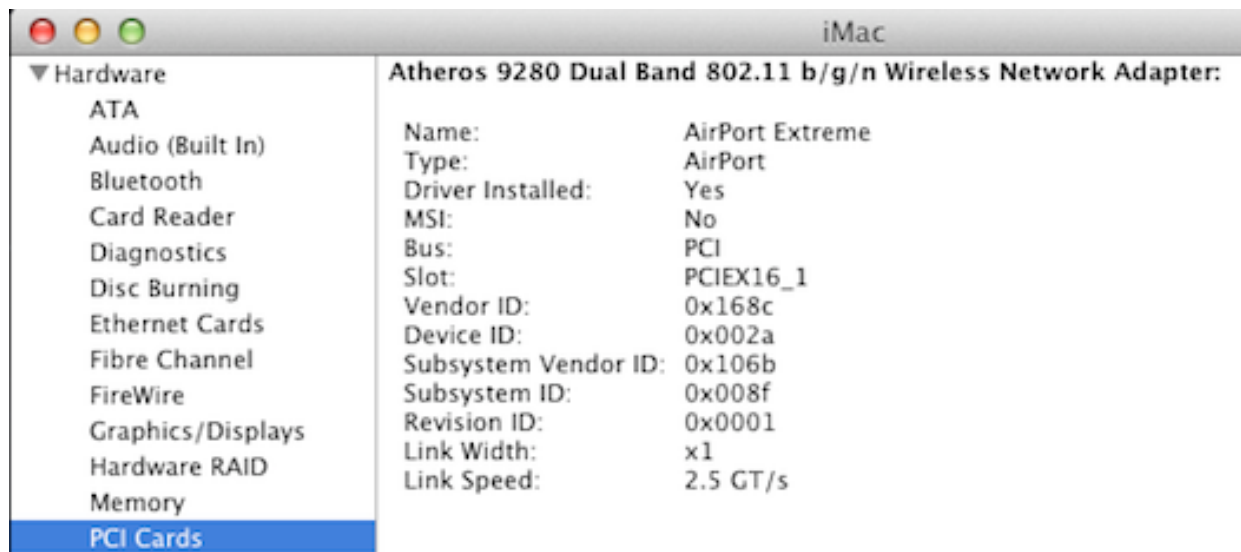 iMac
▼Hardware
ATA
Audio (Built In)
Bluetooth
Card Reader
Diagnostics
Disc Burning
Ethernet Cards
Fibre Channel
FireWire
Graphics/Displays
Hardware RAID
Memory
PCI Cards
Atheros 9280 Dual Band 802.11 b/g/n Wireless Network Adapter:
Name: AirPort Extreme
Type: AirPort
Driver Installed: Yes
MSI: No
Bus: PCI
Slot: PCIEX16_1
Vendor ID: 0x168c
Device ID: 0x002a
Subsystem Vendor ID: 0x106b
Subsystem ID: 0x008f
Revision ID: 0x0001
Link Width: x1
Link Speed: 2.5 GT/s